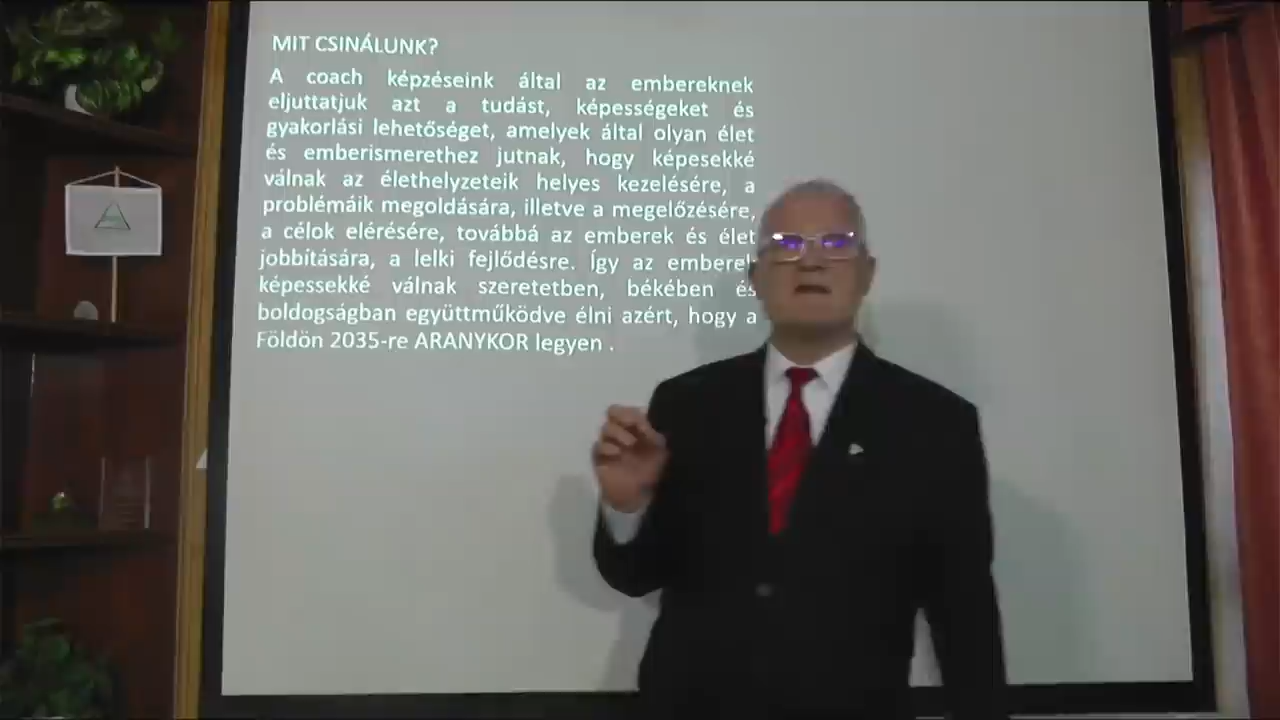 MIT CSINÁLUNK?
A coach képzéseink által az embereknek
eljuttatjuk azt a tudást, képességeket és
gyakorlási lehetőséget, amelyek által olyan élet
és emberismerethez jutnak, hogy képesekké
válnak az élethelyzeteik helyes kezelésére, a
problémáik megoldására, illetve a megelőzésére,
a célok elérésére, továbbá az emberek és élet
jobbítására, a lelki fejlődésre. Így az emberek
képessekké válnak szeretetben, békében és
boldogságban együttműködve élni azért, hogy a
Földön 2035-re ARANYKOR legyen .